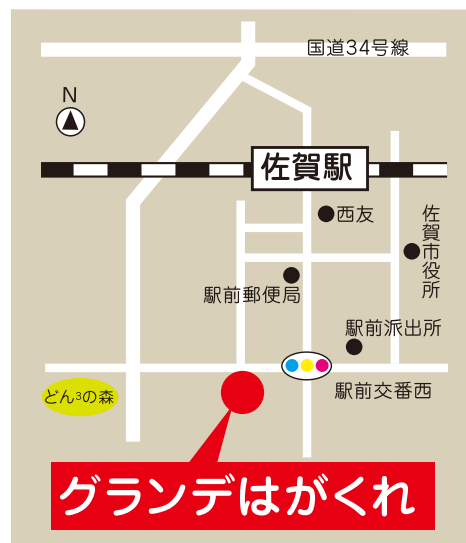 国道34号線
N
佐賀駅
西友
佐賀市役所
駅前郵便局
駅前派出所
駅前交番西
どん3の森
グランデはがくれ